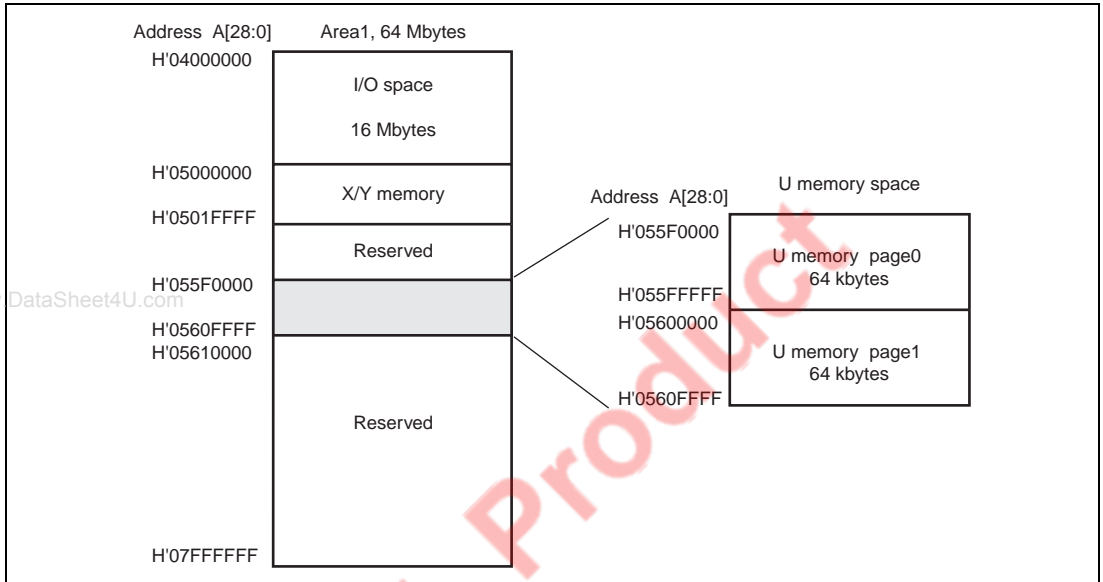 Address A[28:0]
Area1, 64 Mbytes
H'04000000
I/O space
16 Mbytes
H'05000000
X/Y memory
H'0501FFFF
Reserved
H'055F0000
H'0560FFFF
H'05610000
Reserved
H'07FFFFFF
Address A[28:0]
U memory space
H'055F0000
U memory page0
64 kbytes
H'055FFFFF
H'05600000
U memory page1
64 kbytes
H'0560FFFF
.DataSheet4U.com
Product